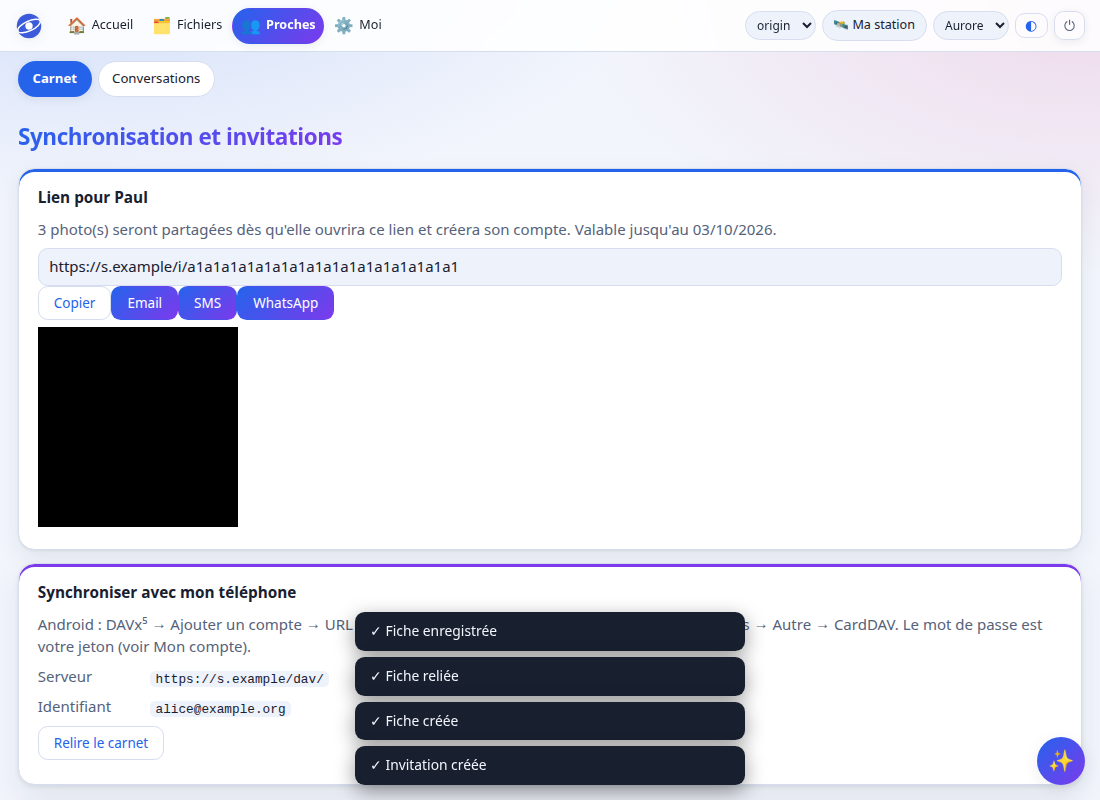 Accueil
Fichiers
Proches
Moi
origin
Ma station
Aurore
Carnet
Conversations
Synchronisation et invitations
Lien pour Paul
3 photo(s) seront partagées dès qu'elle ouvrira ce lien et créera son compte. Valable jusqu'au 03/10/2026.
https://s.example/i/a1a1a1a1a1a1a1a1a1a1a1a1a1a1a1a1
Copier
Email
SMS
WhatsApp
Synchroniser avec mon téléphone
Android : DAVx⁵ → Ajouter un compte → URL
→ Autre → CardDAV. Le mot de passe est
votre jeton (voir Mon compte).
Serveur
https://s.example/dav/
Identifiant
alice@example.org
Relire le carnet
✓ Fiche enregistrée
✓ Fiche reliée
✓ Fiche créée
✓ Invitation créée